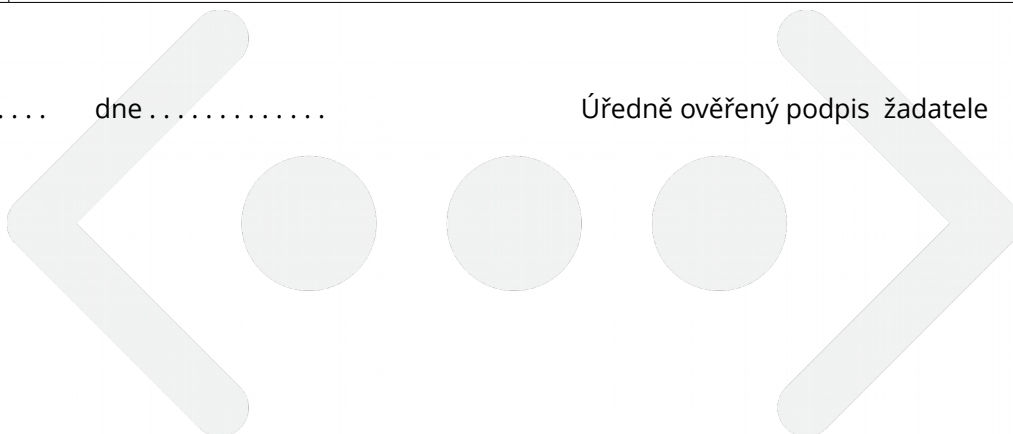 . . . . dne . . . . . . . . . . . . . Úředně ověřený podpis žadatele